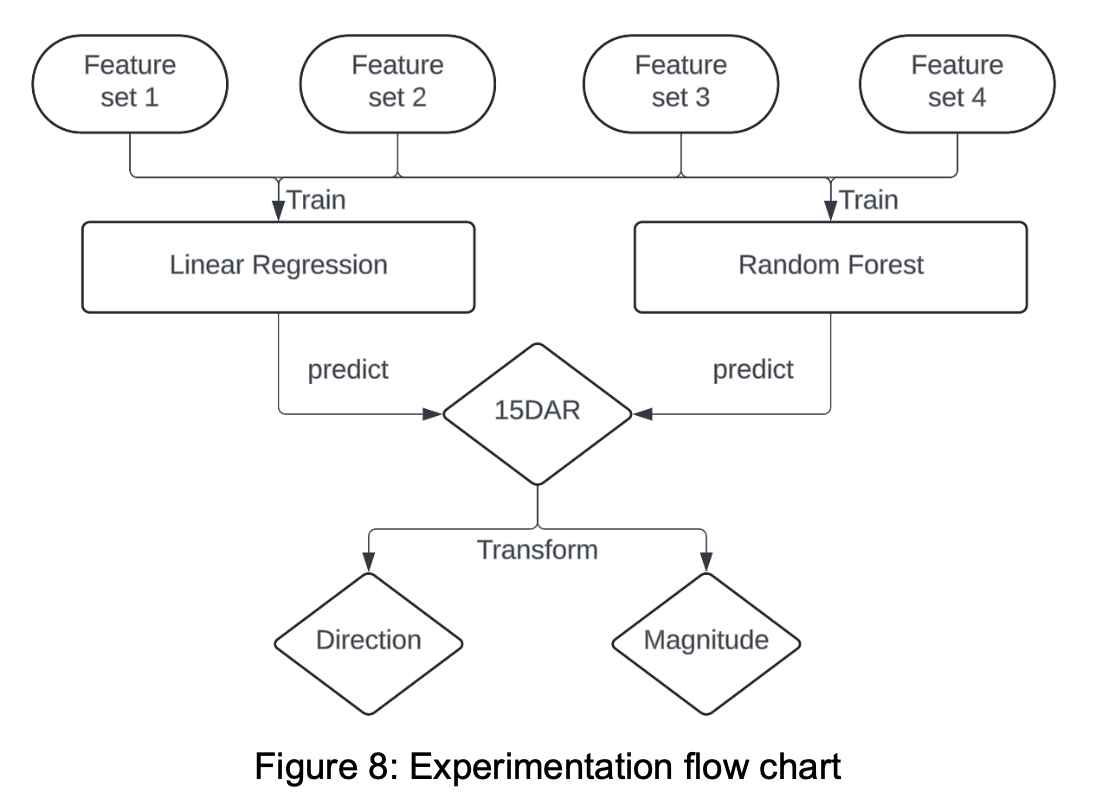 Feature
set 1
Feature
set 2
Feature
set 3
Feature
set 4
Train
Train
Linear Regression
Random Forest
predict
predict
15DAR
Transform
Direction
Magnitude
Figure 8: Experimentation flow chart